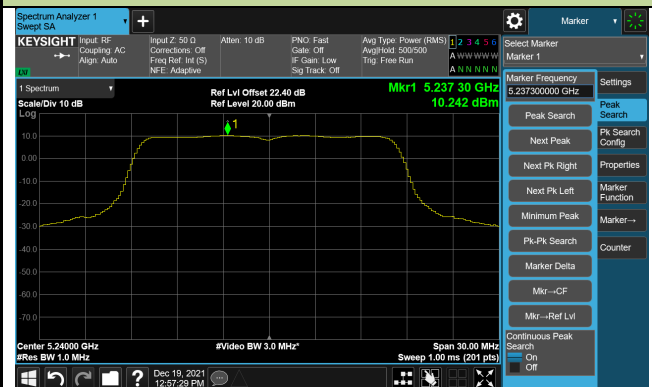 Spectrum Analyzer 1
Swept SA
Marker
KEYSIGHT
Input: RF
Coupling: AC
Align: Auto
Input Z: 50 Ω
Corrections: Off
Freq Ref: Int (S)
NFE: Adaptive
Atten: 10 dB
PNO: Fast
Gate: Off
IF Gain: Low
Sig Track: Off
Avg Type: Power (RMS)
Avg|Hold: 500/500
Trig: Free Run
1 2 3 4 5 6
A W W W W W
A N N N N N
LXI
Select Marker
Marker 1
1 Spectrum
Scale/Div 10 dB
Log
Ref Lvl Offset 22.40 dB
Ref Level 20.00 dBm
Mkr1 5.237 30 GHz
10.242 dBm
1
10.0
0.00
-10.0
-20.0
-30.0
-40.0
-50.0
-60.0
-70.0
Center 5.24000 GHz
#Res BW 1.0 MHz
#Video BW 3.0 MHz*
Span 30.00 MHz
Sweep 1.00 ms (201 pts)
Marker Frequency
5.237300000 GHz
Peak Search
Next Peak
Next Pk Right
Next Pk Left
Minimum Peak
Pk-Pk Search
Marker Delta
Mkr→CF
Mkr→Ref Lvl
Continuous Peak
Search
On
Off
Settings
Peak
Search
Pk Search
Config
Properties
Marker
Function
Marker→
Counter
?
Dec 19, 2021
12:57:29 PM